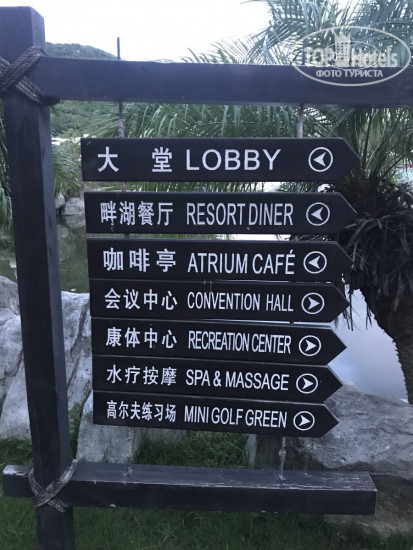 TOPHOTELS
ФОТО ТУРИСТА
大堂 LOBBY
畔湖餐厅 RESORT DINER
咖啡亭 ATRIUM CAFÉ
会议中心 CONVENTION HALL
康体中心 RECREATION CENTER
水疗按摩 SPA & MASSAGE
高尔夫练习场 MINI GOLF GREEN